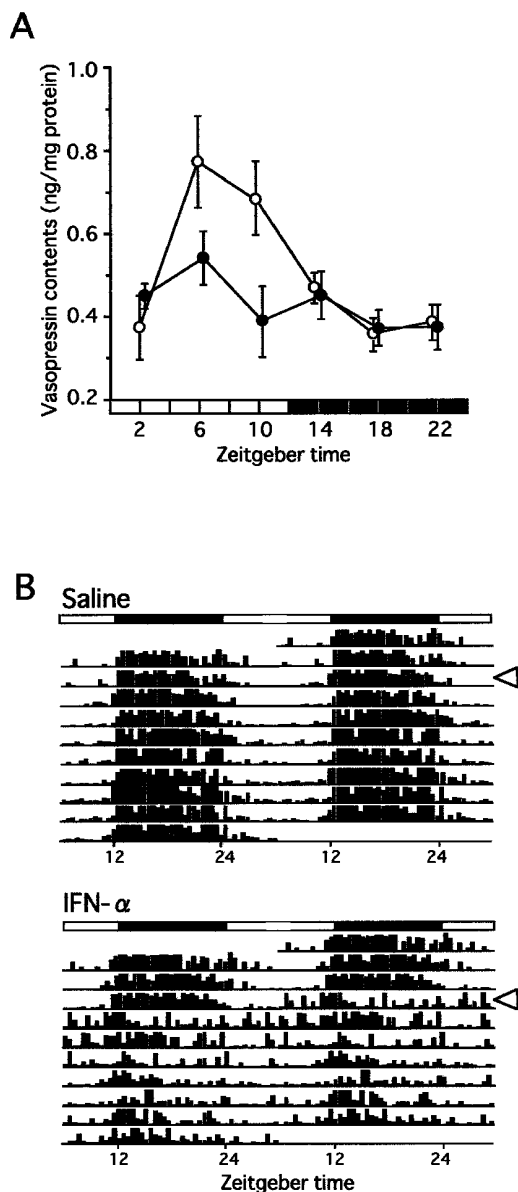 A
Vasopressin contents (ng/mg protein)
1.0
0.8
0.6
0.4
0.2
2 6 10 14 18 22
Zeitgeber time
B
Saline
12 24 12 24
IFN-α
12 24 12 24
Zeitgeber time